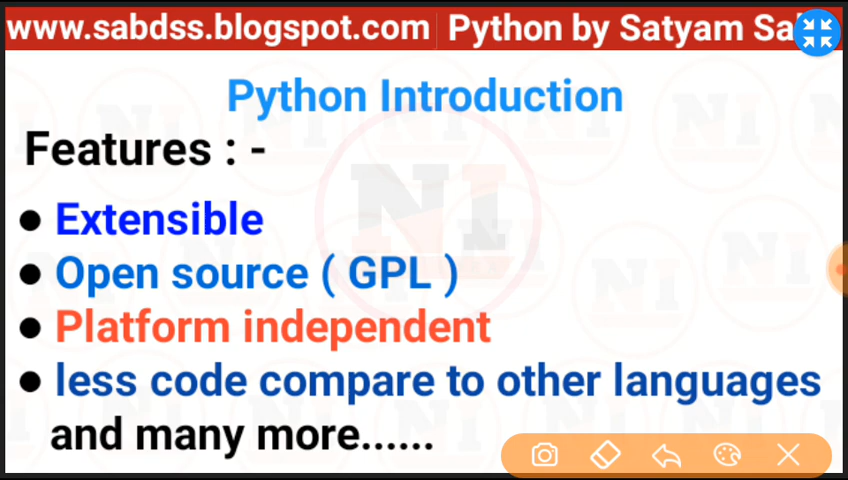 www.sabdss.blogspot.com Python by Satyam
Python Introduction
Features : -
● Extensible
● Open source ( GPL )
● Platform independent
● less code compare to other languages
and many more......
NI